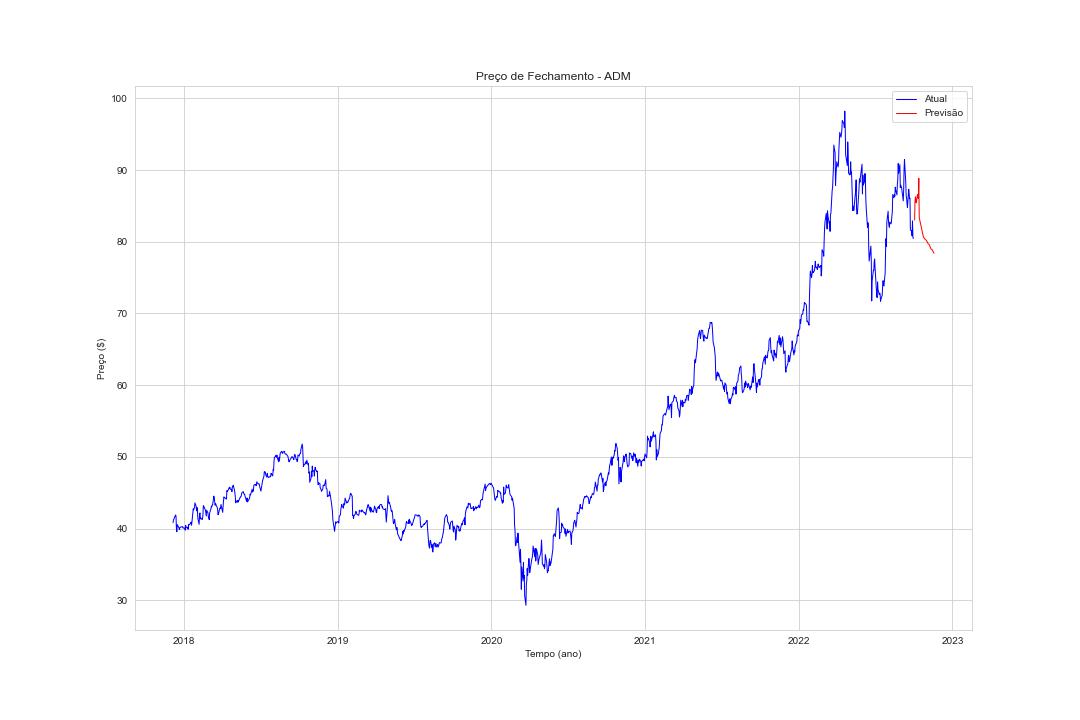 Preço de Fechamento - ADM
Atual
Previsão
100
90
80
70
60
50
40
30
Preço ($)
2018 2019 2020 2021 2022 2023
Tempo (ano)